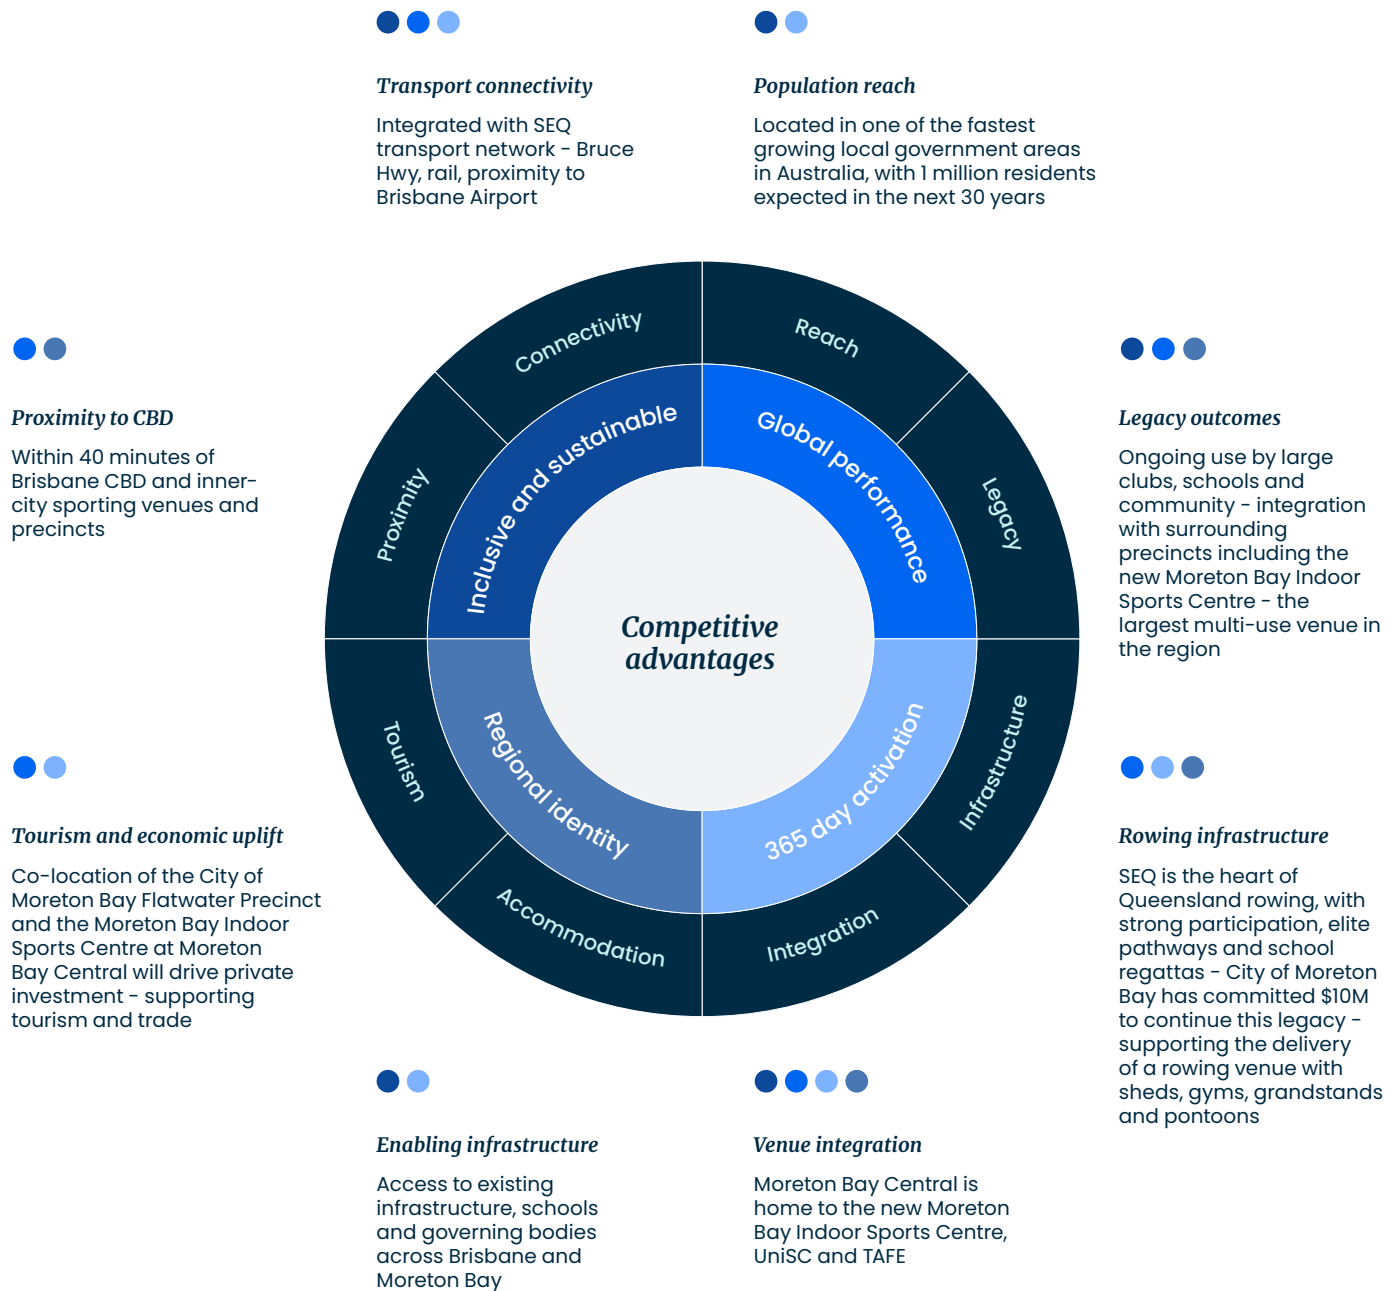 Transport connectivity
Integrated with SEQ
transport network - Bruce
Hwy, rail, proximity to
Brisbane Airport
Population reach
Located in one of the fastest
growing local government areas
in Australia, with 1 million residents
expected in the next 30 years
Proximity to CBD
Within 40 minutes of
Brisbane CBD and inner-
city sporting venues and
precincts
Connectivity
Reach
Proximity
Legacy
Inclusive and sustainable
Global performance
Competitive
advantages
Regional identity
365 day activation
Tourism
Infrastructure
Accommodation
Integration
Legacy outcomes
Ongoing use by large
clubs, schools and
community - integration
with surrounding
precincts including the
new Moreton Bay Indoor
Sports Centre - the
largest multi-use venue in
the region
Tourism and economic uplift
Co-location of the City of
Moreton Bay Flatwater Precinct
and the Moreton Bay Indoor
Sports Centre at Moreton
Bay Central will drive private
investment - supporting
tourism and trade
Rowing infrastructure
SEQ is the heart of
Queensland rowing, with
strong participation, elite
pathways and school
regattas - City of Moreton
Bay has committed $10M
to continue this legacy -
supporting the delivery
of a rowing venue with
sheds, gyms, grandstands
and pontoons
Enabling infrastructure
Access to existing
infrastructure, schools
and governing bodies
across Brisbane and
Moreton Bay
Venue integration
Moreton Bay Central is
home to the new Moreton
Bay Indoor Sports Centre,
UniSC and TAFE